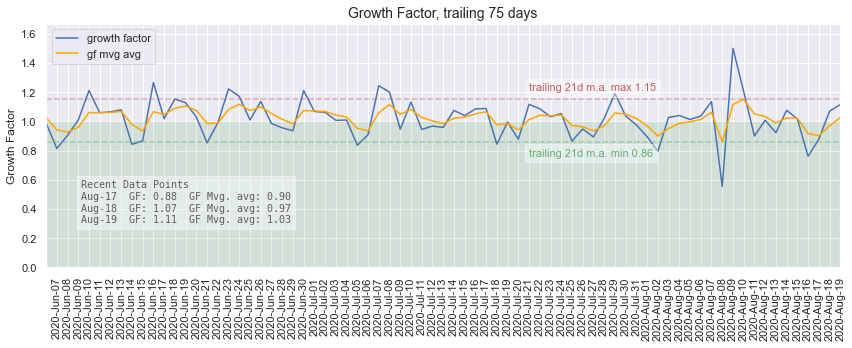 Growth Factor, trailing 75 days
Growth Factor
1.6
1.4
1.2
1.0
0.8
0.6
0.4
0.2
0.0
growth factor
gf mvg avg
trailing 21d m.a. max 1.15
trailing 21d m.a. min 0.86
Recent Data Points
Aug-17  GF: 0.88  GF Mvg. avg: 0.90
Aug-18  GF: 1.07  GF Mvg. avg: 0.97
Aug-19  GF: 1.11  GF Mvg. avg: 1.03
2020-Jun-07
2020-Jun-08
2020-Jun-09
2020-Jun-10
2020-Jun-11
2020-Jun-12
2020-Jun-13
2020-Jun-14
2020-Jun-15
2020-Jun-16
2020-Jun-17
2020-Jun-18
2020-Jun-19
2020-Jun-20
2020-Jun-21
2020-Jun-22
2020-Jun-23
2020-Jun-24
2020-Jun-25
2020-Jun-26
2020-Jun-27
2020-Jun-28
2020-Jun-29
2020-Jun-30
2020-Jul-01
2020-Jul-02
2020-Jul-03
2020-Jul-04
2020-Jul-05
2020-Jul-06
2020-Jul-07
2020-Jul-08
2020-Jul-09
2020-Jul-10
2020-Jul-11
2020-Jul-12
2020-Jul-13
2020-Jul-14
2020-Jul-15
2020-Jul-16
2020-Jul-17
2020-Jul-18
2020-Jul-19
2020-Jul-20
2020-Jul-21
2020-Jul-22
2020-Jul-23
2020-Jul-24
2020-Jul-25
2020-Jul-26
2020-Jul-27
2020-Jul-28
2020-Jul-29
2020-Jul-30
2020-Jul-31
2020-Aug-01
2020-Aug-02
2020-Aug-03
2020-Aug-04
2020-Aug-05
2020-Aug-06
2020-Aug-07
2020-Aug-08
2020-Aug-09
2020-Aug-10
2020-Aug-11
2020-Aug-12
2020-Aug-13
2020-Aug-14
2020-Aug-15
2020-Aug-16
2020-Aug-17
2020-Aug-18
2020-Aug-19